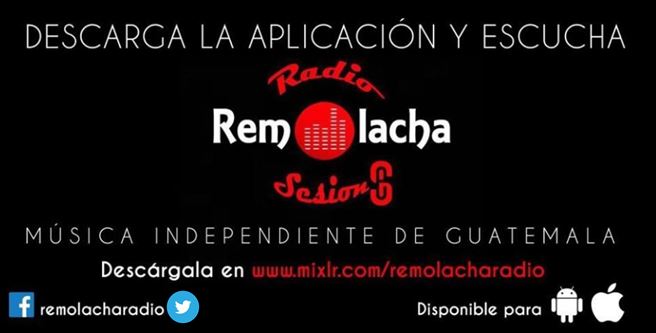 DESCARGA LA APLICACIÓN Y ESCUCHA
Radio
Remolacha
Sesions
MÚSICA INDEPENDIENTE DE GUATEMALA
Descárgala en www.mixlr.com/remolacharadio
remolacharadio
Disponible para